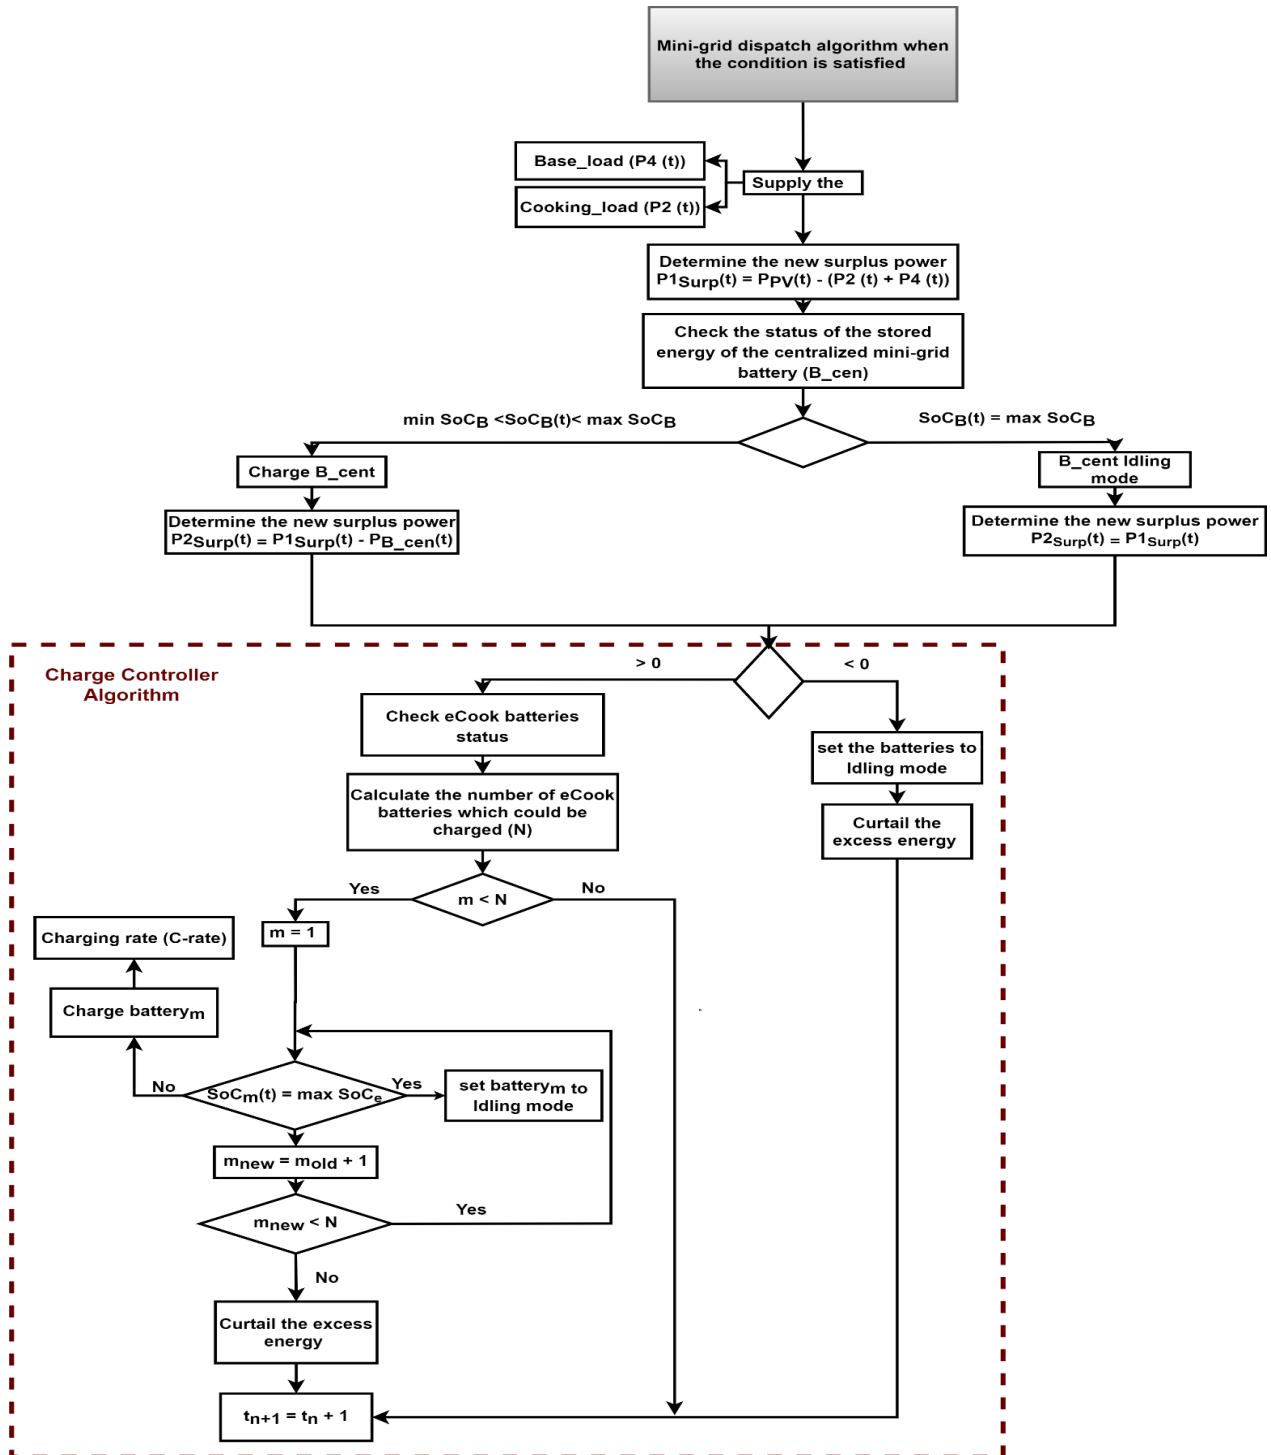 Mini-grid dispatch algorithm when
the condition is satisfied
Base_load (P4 (t))
Supply the
Cooking_load (P2 (t))
Determine the new surplus power
P1Surp(t) = PPV(t) - (P2 (t) + P4 (t))
Check the status of the stored
energy of the centralized mini-grid
battery (B_cen)
min SoCB <SoCB(t)< max SoCB
SoCB(t) = max SoCB
Charge B_cent
B_cent Idling
mode
Determine the new surplus power
P2Surp(t) = P1Surp(t) - PB_cen(t)
Determine the new surplus power
P2Surp(t) = P1Surp(t)
Charge Controller
Algorithm
> 0
< 0
Check eCook batteries
status
set the batteries to
Idling mode
Calculate the number of eCook
batteries which could be
charged (N)
Curtail the
excess energy
Yes
m < N
No
m = 1
Charging rate (C-rate)
Charge batterym
No
SoCm(t) = max SoCe
Yes
set batterym to
Idling mode
mnew = mold + 1
mnew < N
Yes
No
Curtail the excess
energy
tn+1 = tn + 1